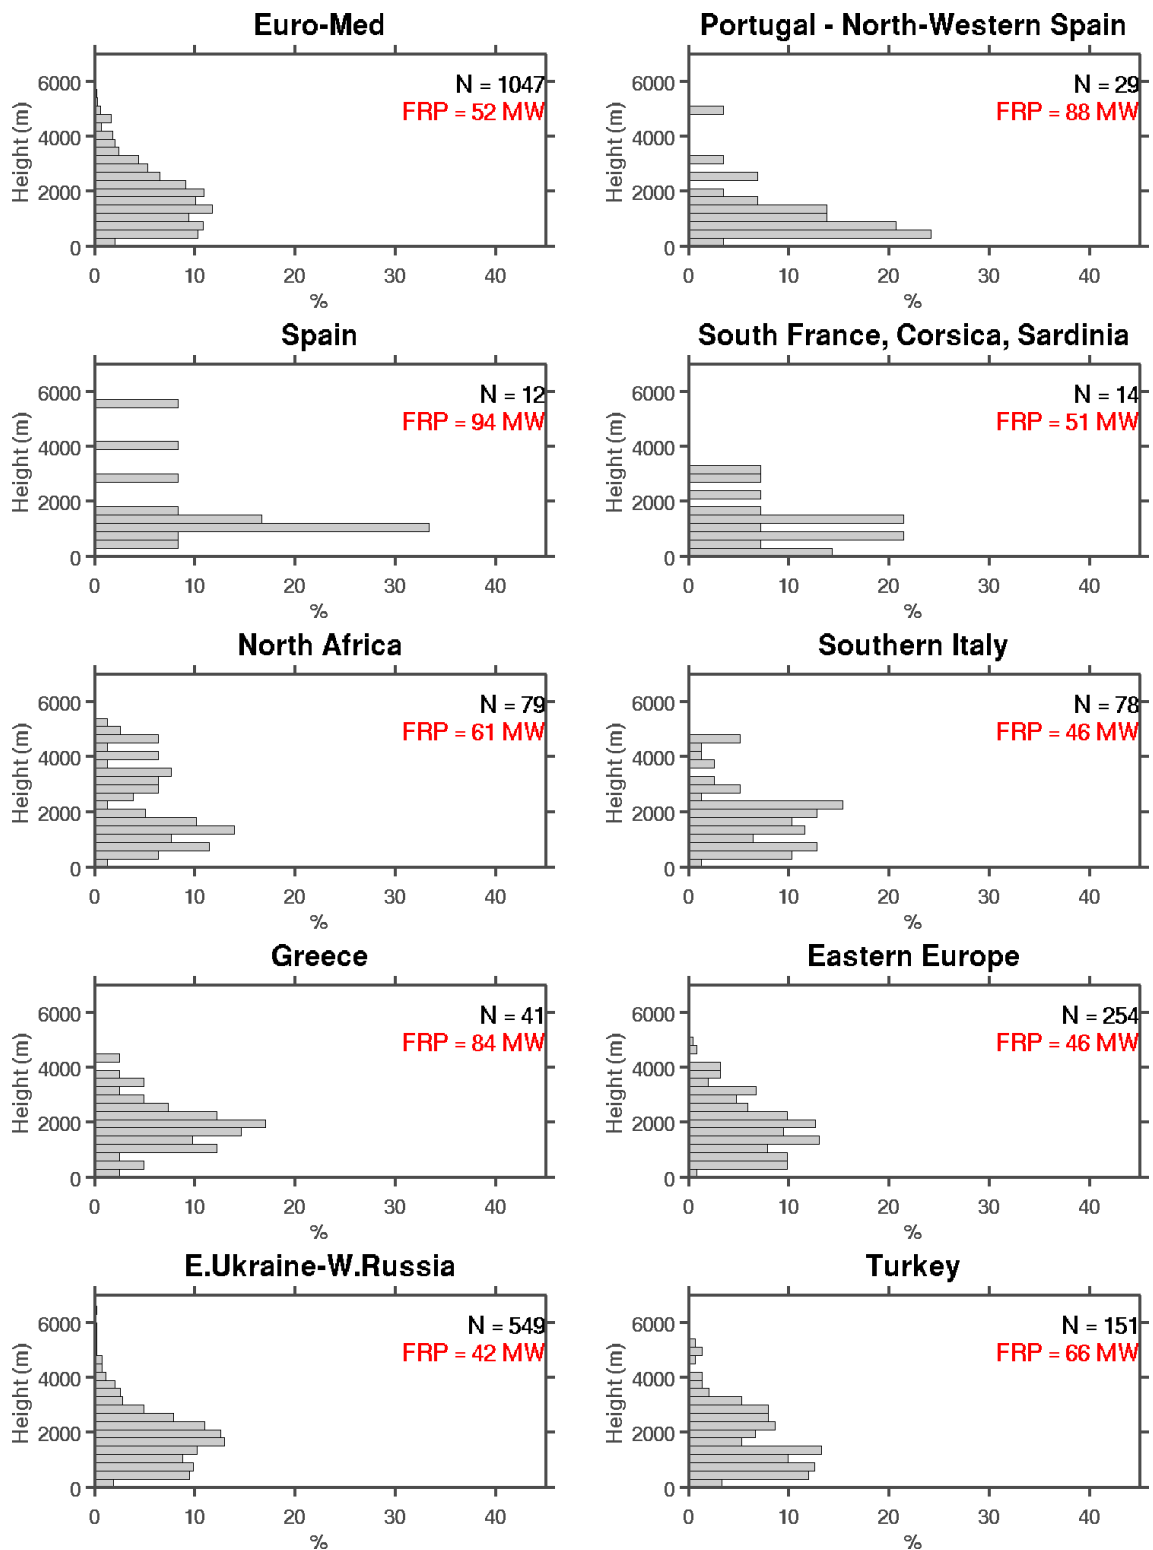 Euro-Med
Height (m)
6000
4000
2000
0
N = 1047
FRP = 52 MW
0 10 20 30 40
%
Portugal - North-Western Spain
Height (m)
6000
4000
2000
0
N = 29
FRP = 88 MW
0 10 20 30 40
%
Spain
Height (m)
6000
4000
2000
0
N = 12
FRP = 94 MW
0 10 20 30 40
%
South France, Corsica, Sardinia
Height (m)
6000
4000
2000
0
N = 14
FRP = 51 MW
0 10 20 30 40
%
North Africa
Height (m)
6000
4000
2000
0
N = 79
FRP = 61 MW
0 10 20 30 40
%
Southern Italy
Height (m)
6000
4000
2000
0
N = 78
FRP = 46 MW
0 10 20 30 40
%
Greece
Height (m)
6000
4000
2000
0
N = 41
FRP = 84 MW
0 10 20 30 40
%
Eastern Europe
Height (m)
6000
4000
2000
0
N = 254
FRP = 46 MW
0 10 20 30 40
%
E.Ukraine-W.Russia
Height (m)
6000
4000
2000
0
N = 549
FRP = 42 MW
0 10 20 30 40
%
Turkey
Height (m)
6000
4000
2000
0
N = 151
FRP = 66 MW
0 10 20 30 40
%